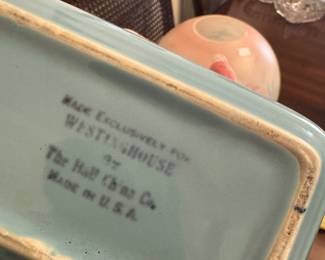 Made Exclusively for
WESTINGHOUSE
By
The Hall China Co.
Made in U.S.A.